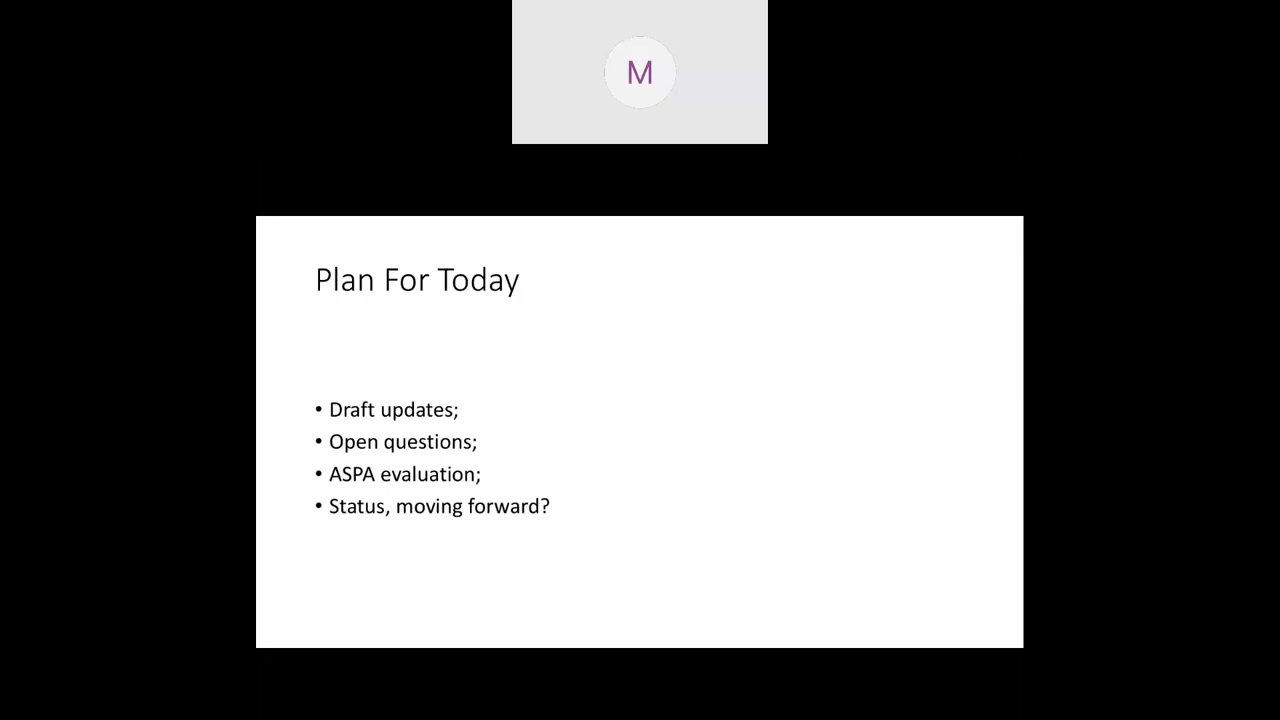 M
Plan For Today
• Draft updates;
• Open questions;
• ASPA evaluation;
• Status, moving forward?